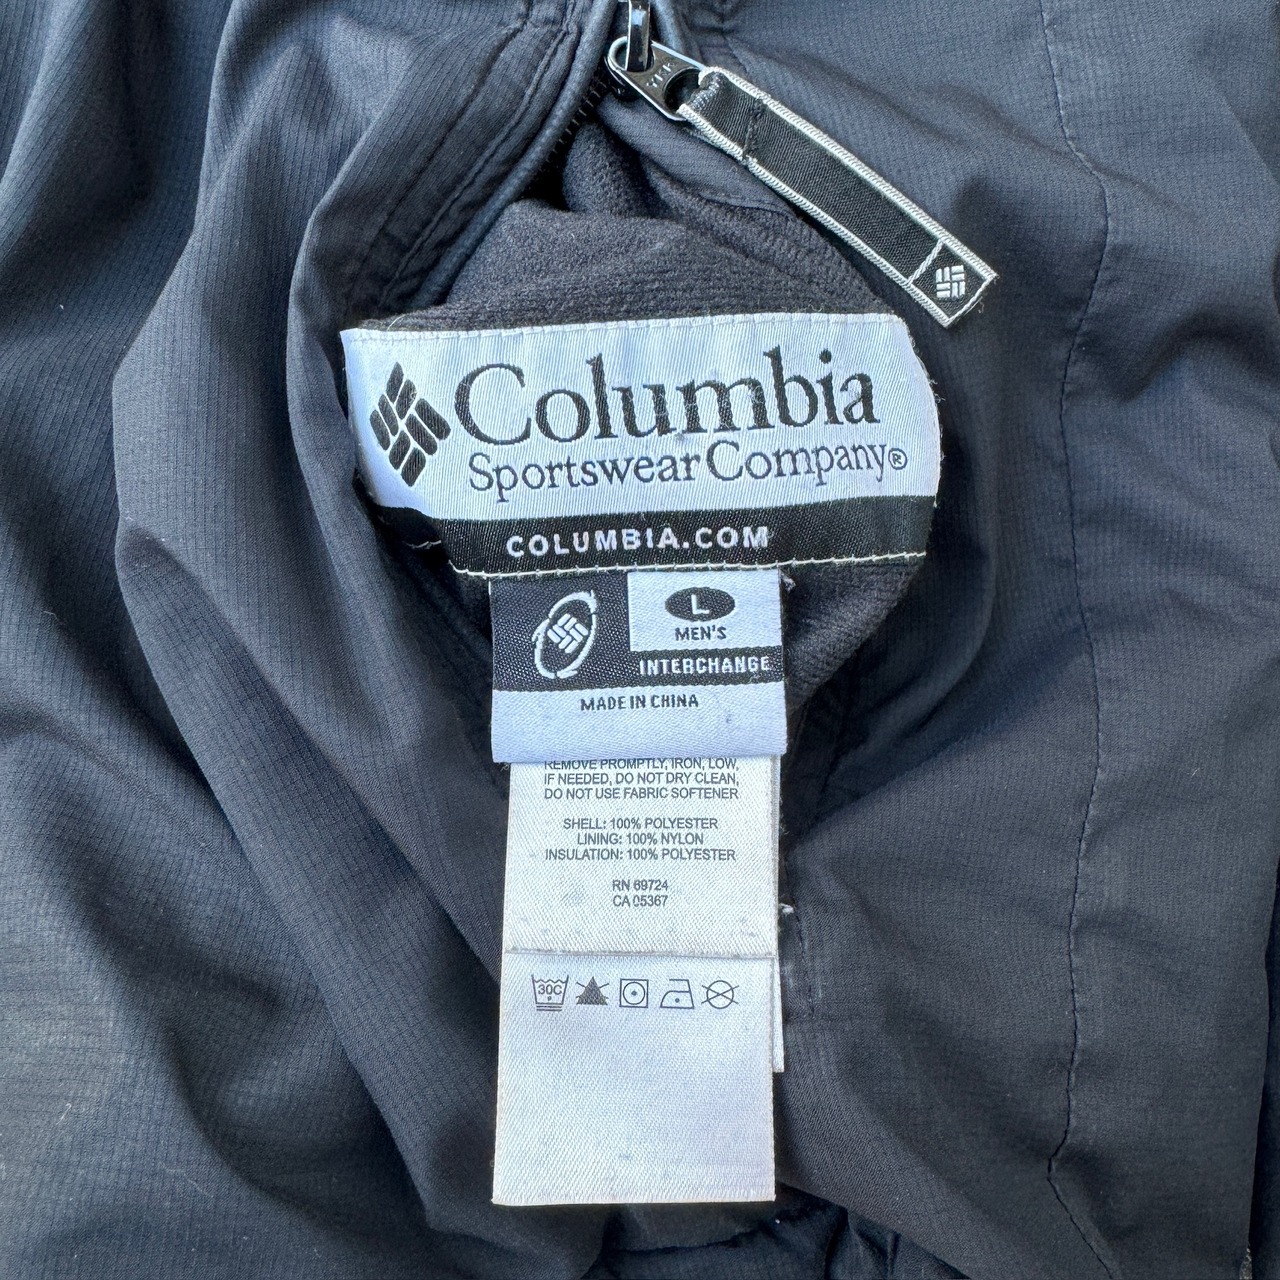 YKK
Columbia
Sportswear Company®
COLUMBIA.COM
L
MEN'S
INTERCHANGE
MADE IN CHINA
REMOVE PROMPTLY, IRON, LOW,
IF NEEDED, DO NOT DRY CLEAN,
DO NOT USE FABRIC SOFTENER
SHELL: 100% POLYESTER
LINING: 100% NYLON
INSULATION: 100% POLYESTER
RN 69724
CA 05367
30C